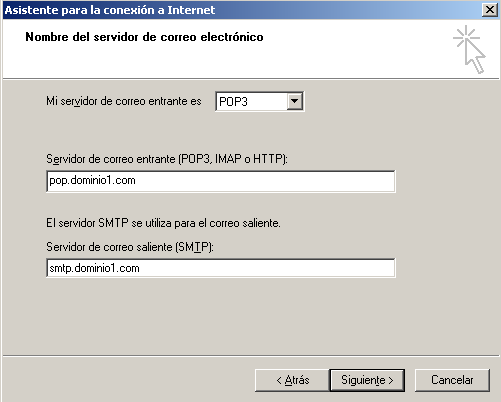 Asistente para la conexión a Internet
Nombre del servidor de correo electrónico
Mi servidor de correo entrante es POP3
Servidor de correo entrante (POP3, IMAP o HTTP):
pop.dominio1.com
El servidor SMTP se utiliza para el correo saliente.
Servidor de correo saliente (SMTP):
smtp.dominio1.com
< Atrás Siguiente > Cancelar